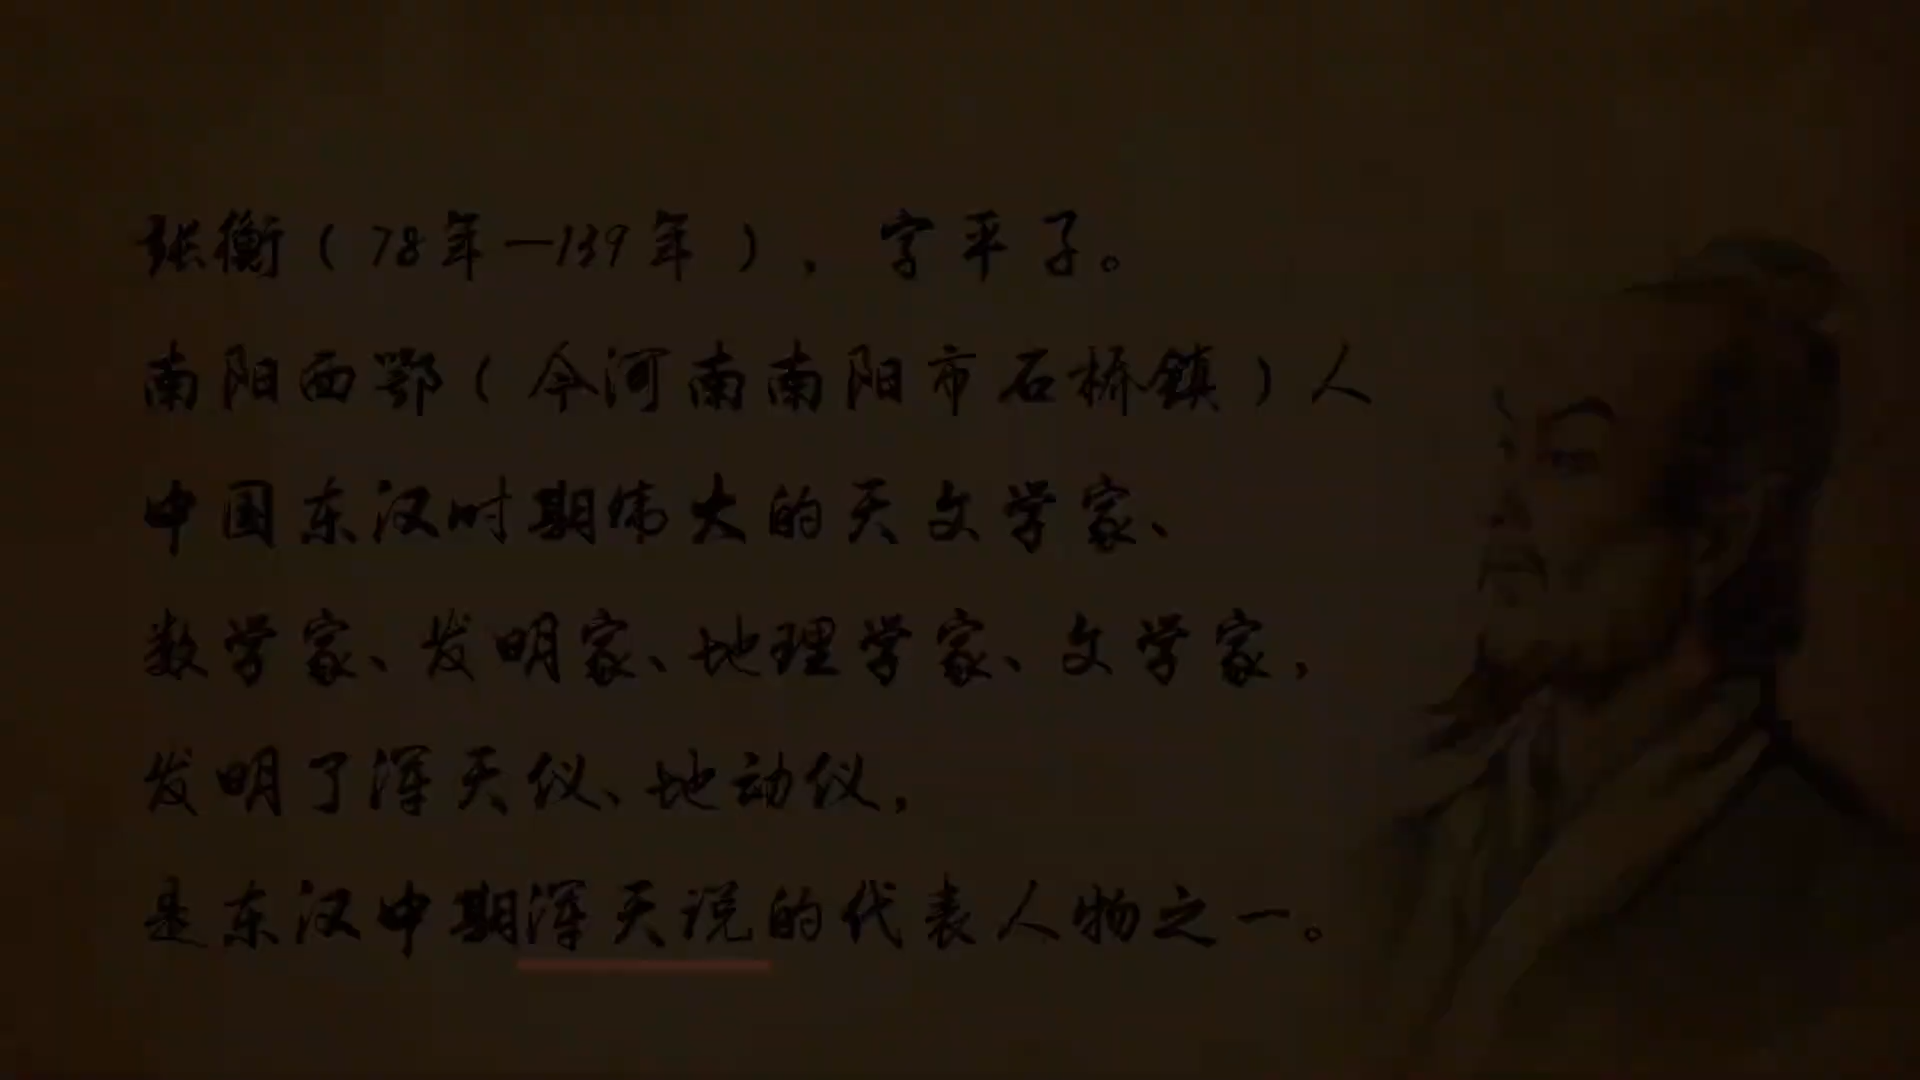 张衡（78年—139年），字平子。
南阳西鄂（今河南南阳市石桥镇）人
中国东汉时期伟大的天文学家、
数学家、发明家、地理学家、文学家，
发明了浑天仪、地动仪，
是东汉中期浑天说的代表人物之一。